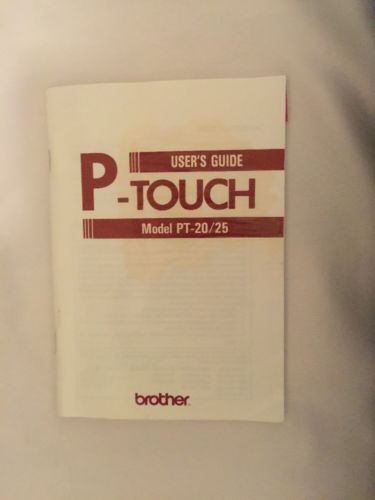 USER'S GUIDE
P-TOUCH
Model PT-20/25
brother